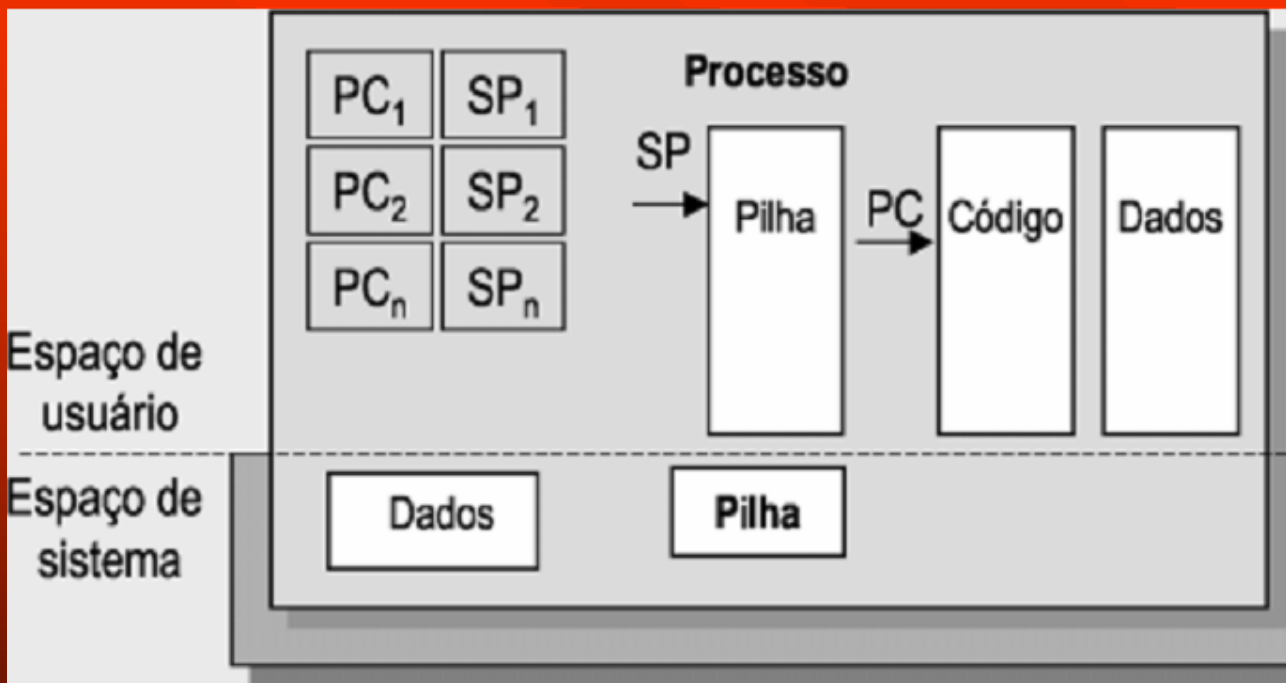 Processo
PC1 SP1
PC2 SP2
PCn SPn
SP
Pilha
PC
Código
Dados
Espaço de
usuário
Espaço de
sistema
Dados
Pilha